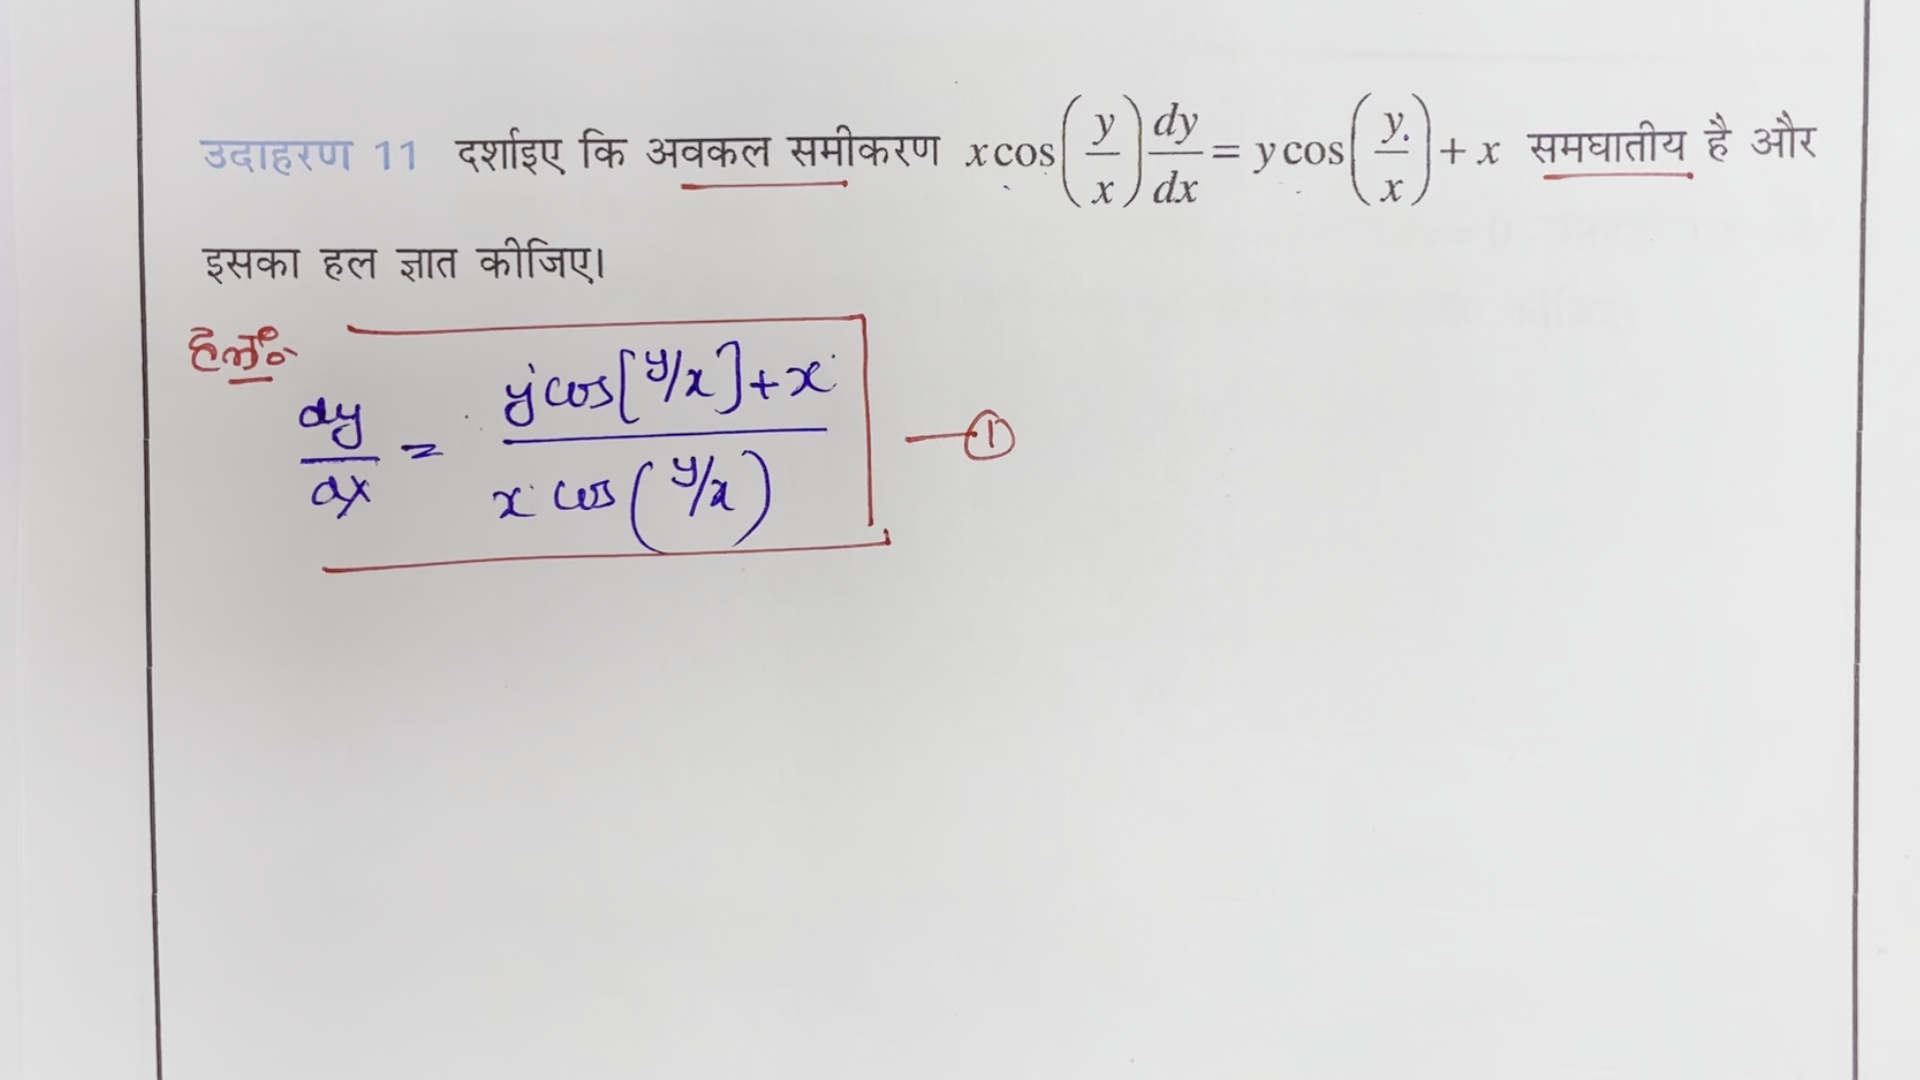 उदाहरण 11 दर्शाइए कि अवकल समीकरण x cos(y/x) dy/dx = y cos(y/x) + x समघातीय है और
इसका हल ज्ञात कीजिए।
हलः-
dy/dx = y cos[y/x]+x / x cos(y/x) —①